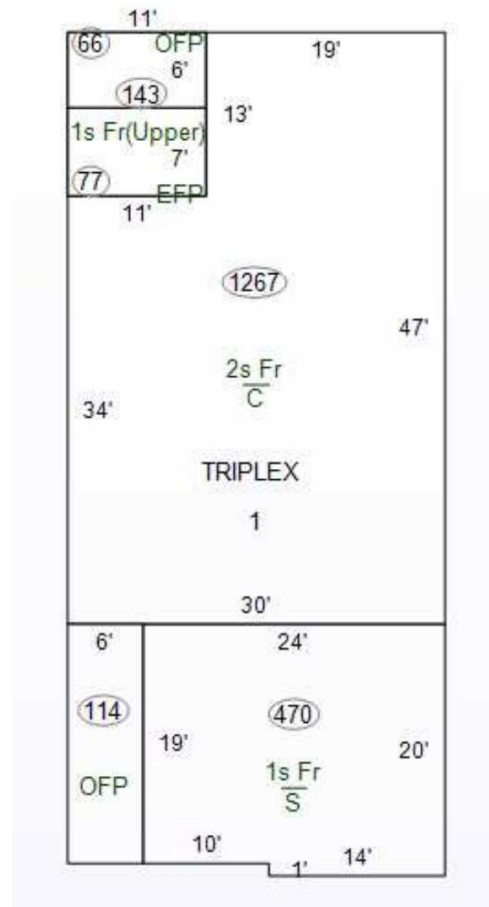 11'
66 OFP
19'
6'
143
13'
1s Fr(Upper)
7'
77
EFP
11'
1267
47'
2s Fr
C
34'
TRIPLEX
1
30'
6'
24'
114
470
19'
20'
1s Fr
S
OFP
10'
14'
1'